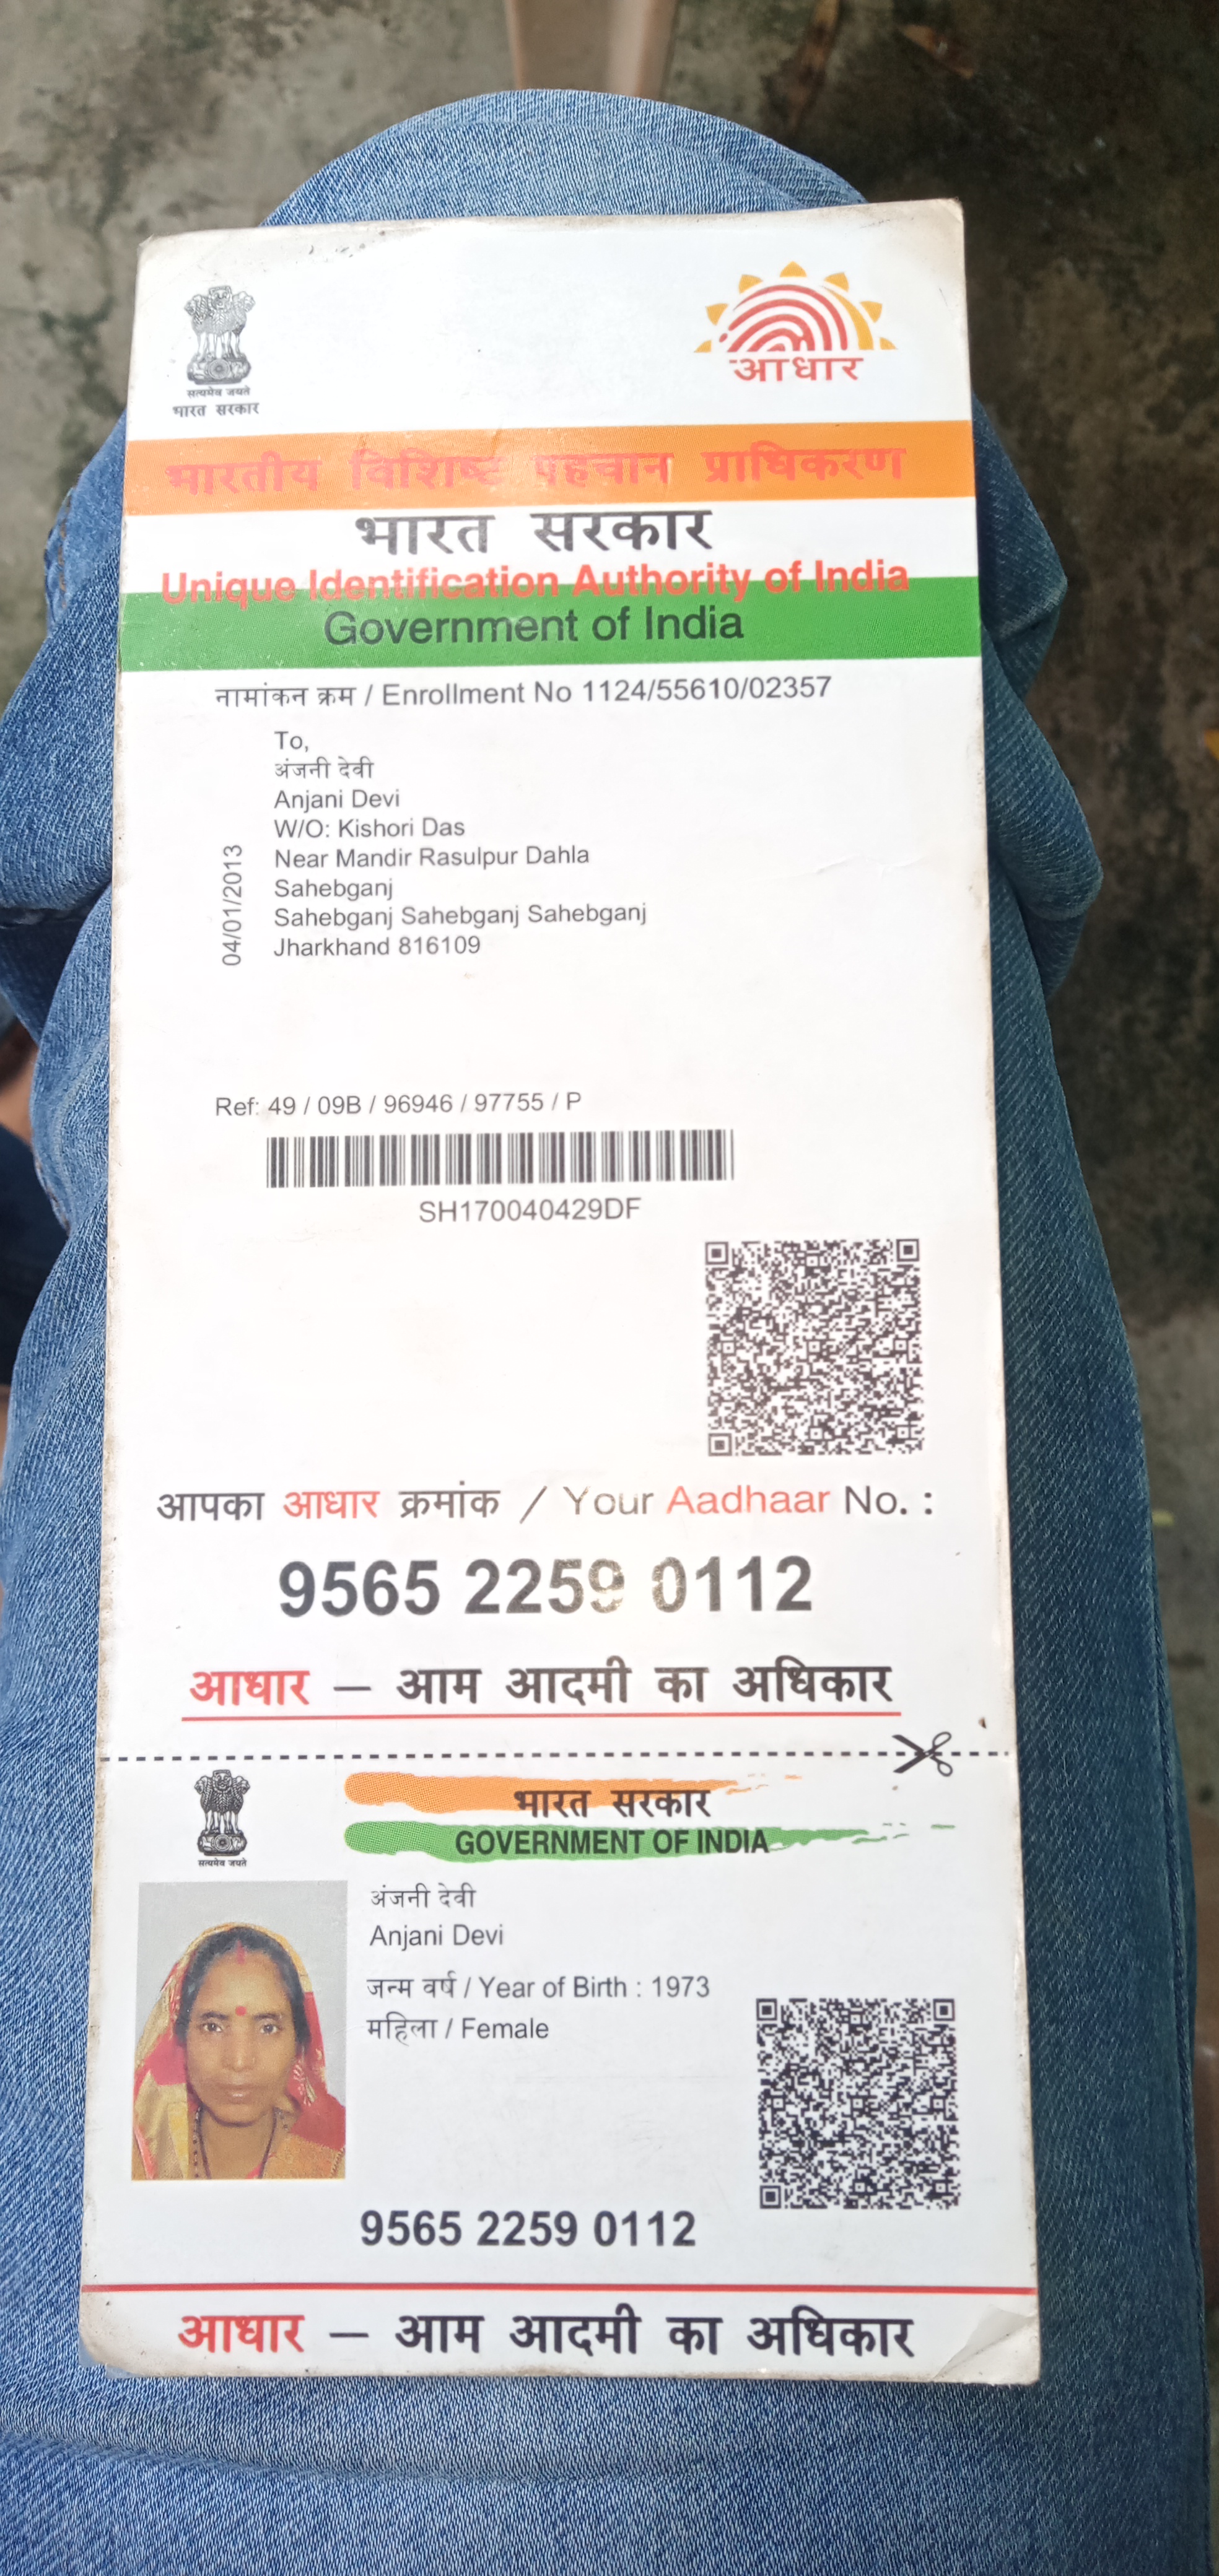 सत्यमेव जयते
भारत सरकार
आधार
भारतीय विशिष्ट पहचान प्राधिकरण
भारत सरकार
Unique Identification Authority of India
Government of India
नामांकन क्रम / Enrollment No 1124/55610/02357
To,
अंजनी देवी
Anjani Devi
W/O: Kishori Das
Near Mandir Rasulpur Dahla
Sahebganj
Sahebganj Sahebganj Sahebganj
Jharkhand 816109
04/01/2013
Ref: 49 / 09B / 96946 / 97755 / P
SH170040429DF
आपका आधार क्रमांक / Your Aadhaar No. :
9565 2259 0112
आधार — आम आदमी का अधिकार
सत्यमेव जयते
भारत सरकार
GOVERNMENT OF INDIA
अंजनी देवी
Anjani Devi
जन्म वर्ष / Year of Birth : 1973
महिला / Female
9565 2259 0112
आधार — आम आदमी का अधिकार